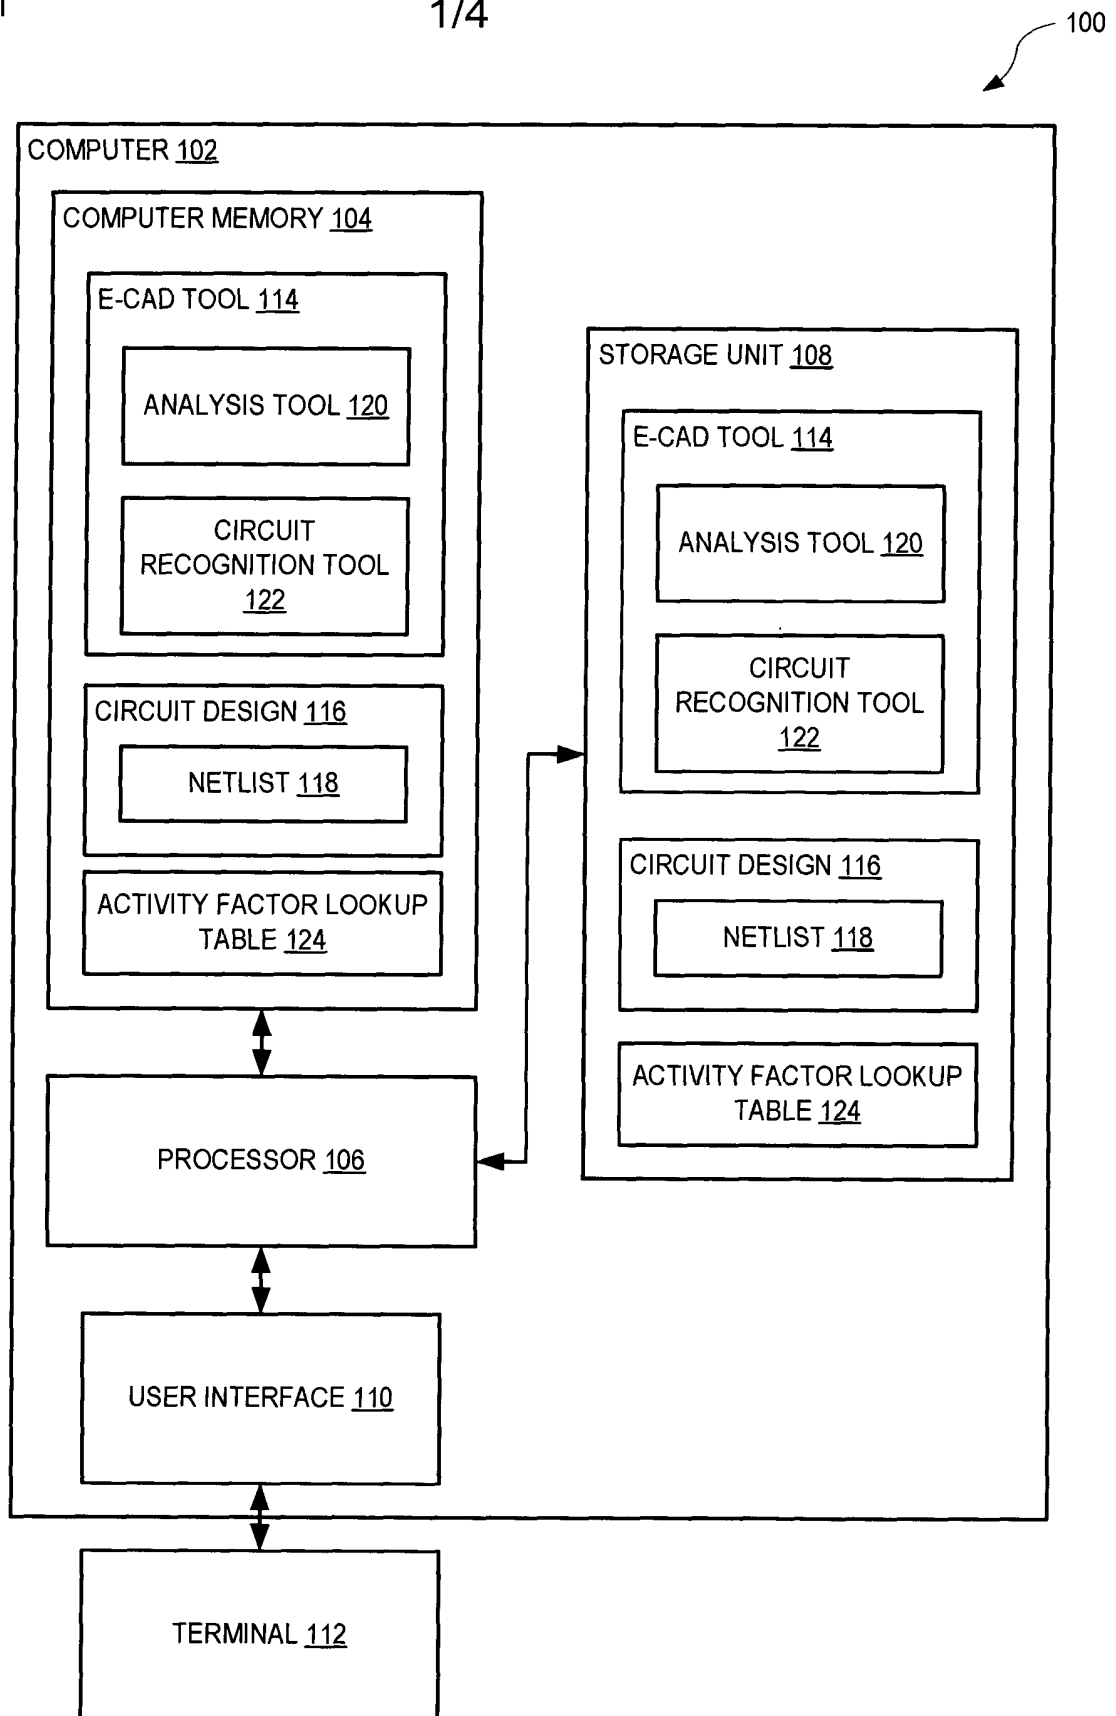 1/4
100
COMPUTER 102
COMPUTER MEMORY 104
E-CAD TOOL 114
ANALYSIS TOOL 120
CIRCUIT
RECOGNITION TOOL
122
CIRCUIT DESIGN 116
NETLIST 118
ACTIVITY FACTOR LOOKUP
TABLE 124
STORAGE UNIT 108
E-CAD TOOL 114
ANALYSIS TOOL 120
CIRCUIT
RECOGNITION TOOL
122
CIRCUIT DESIGN 116
NETLIST 118
ACTIVITY FACTOR LOOKUP
TABLE 124
PROCESSOR 106
USER INTERFACE 110
TERMINAL 112